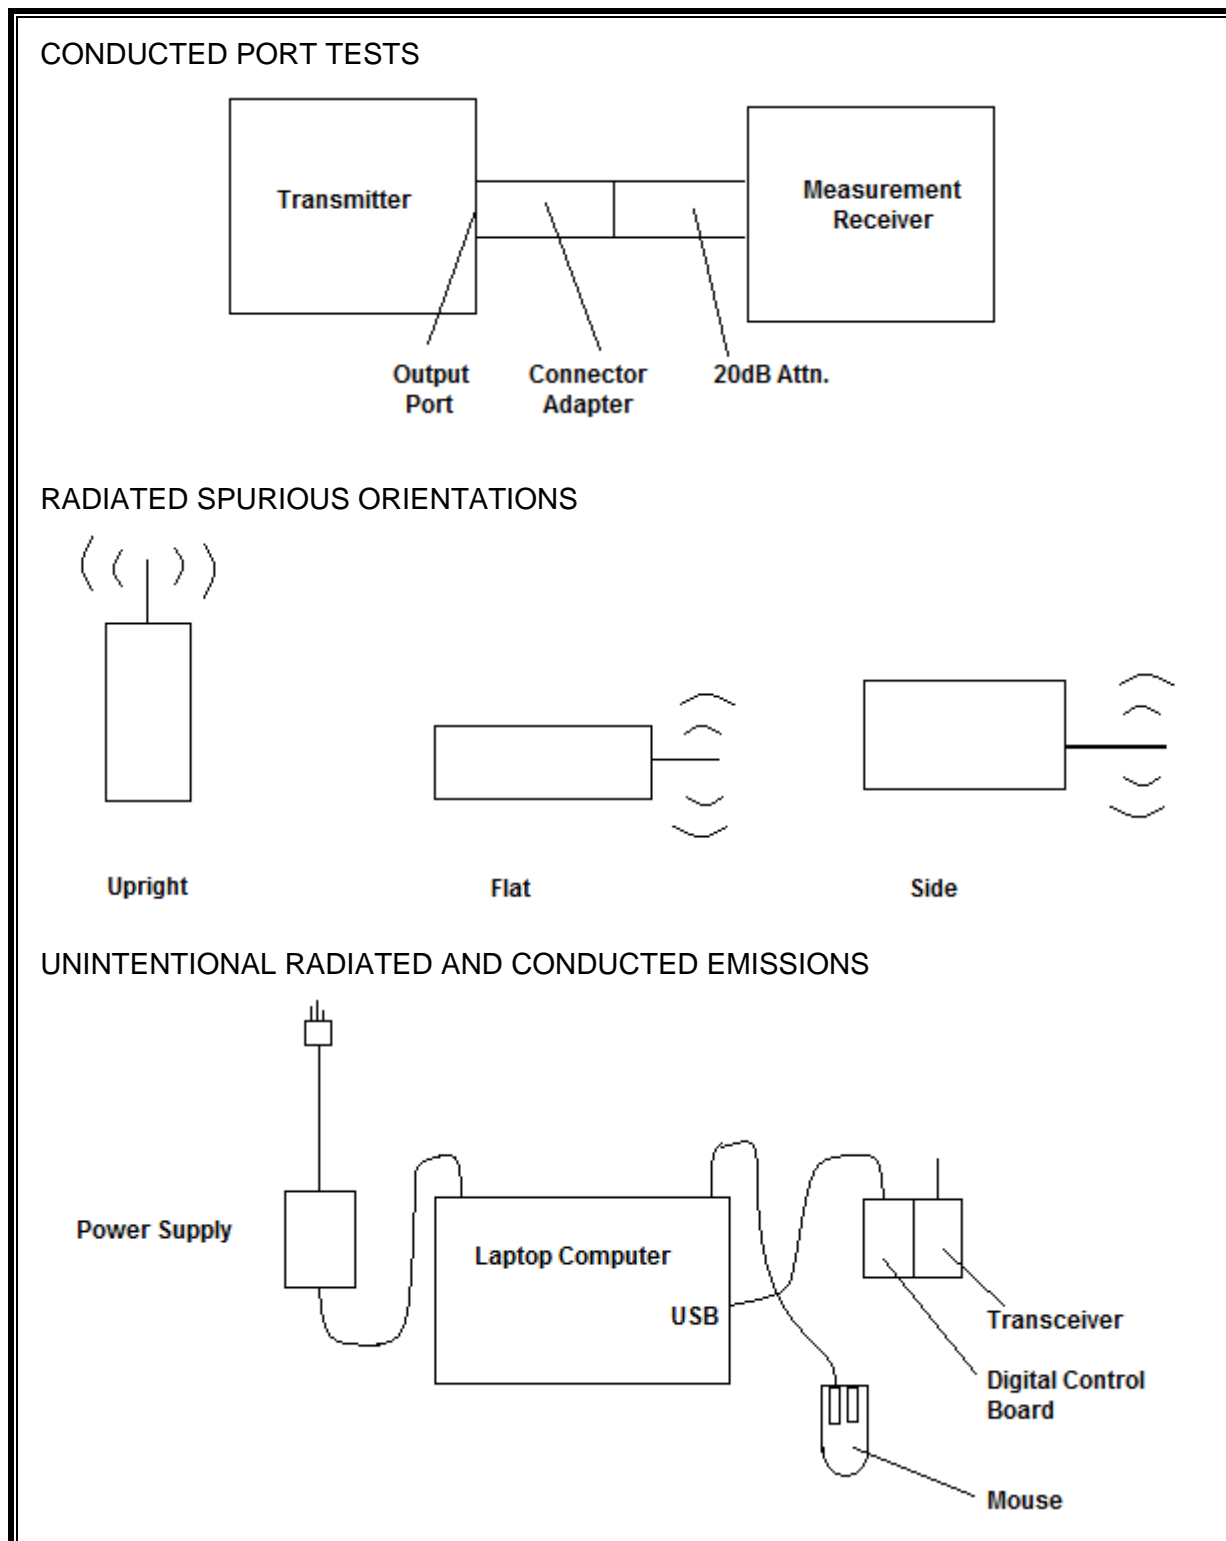 CONDUCTED PORT TESTS
Transmitter
Measurement
Receiver
Output
Port
Connector
Adapter
20dB Attn.
RADIATED SPURIOUS ORIENTATIONS
Upright
Flat
Side
UNINTENTIONAL RADIATED AND CONDUCTED EMISSIONS
Power Supply
Laptop Computer
USB
Transceiver
Digital Control
Board
Mouse